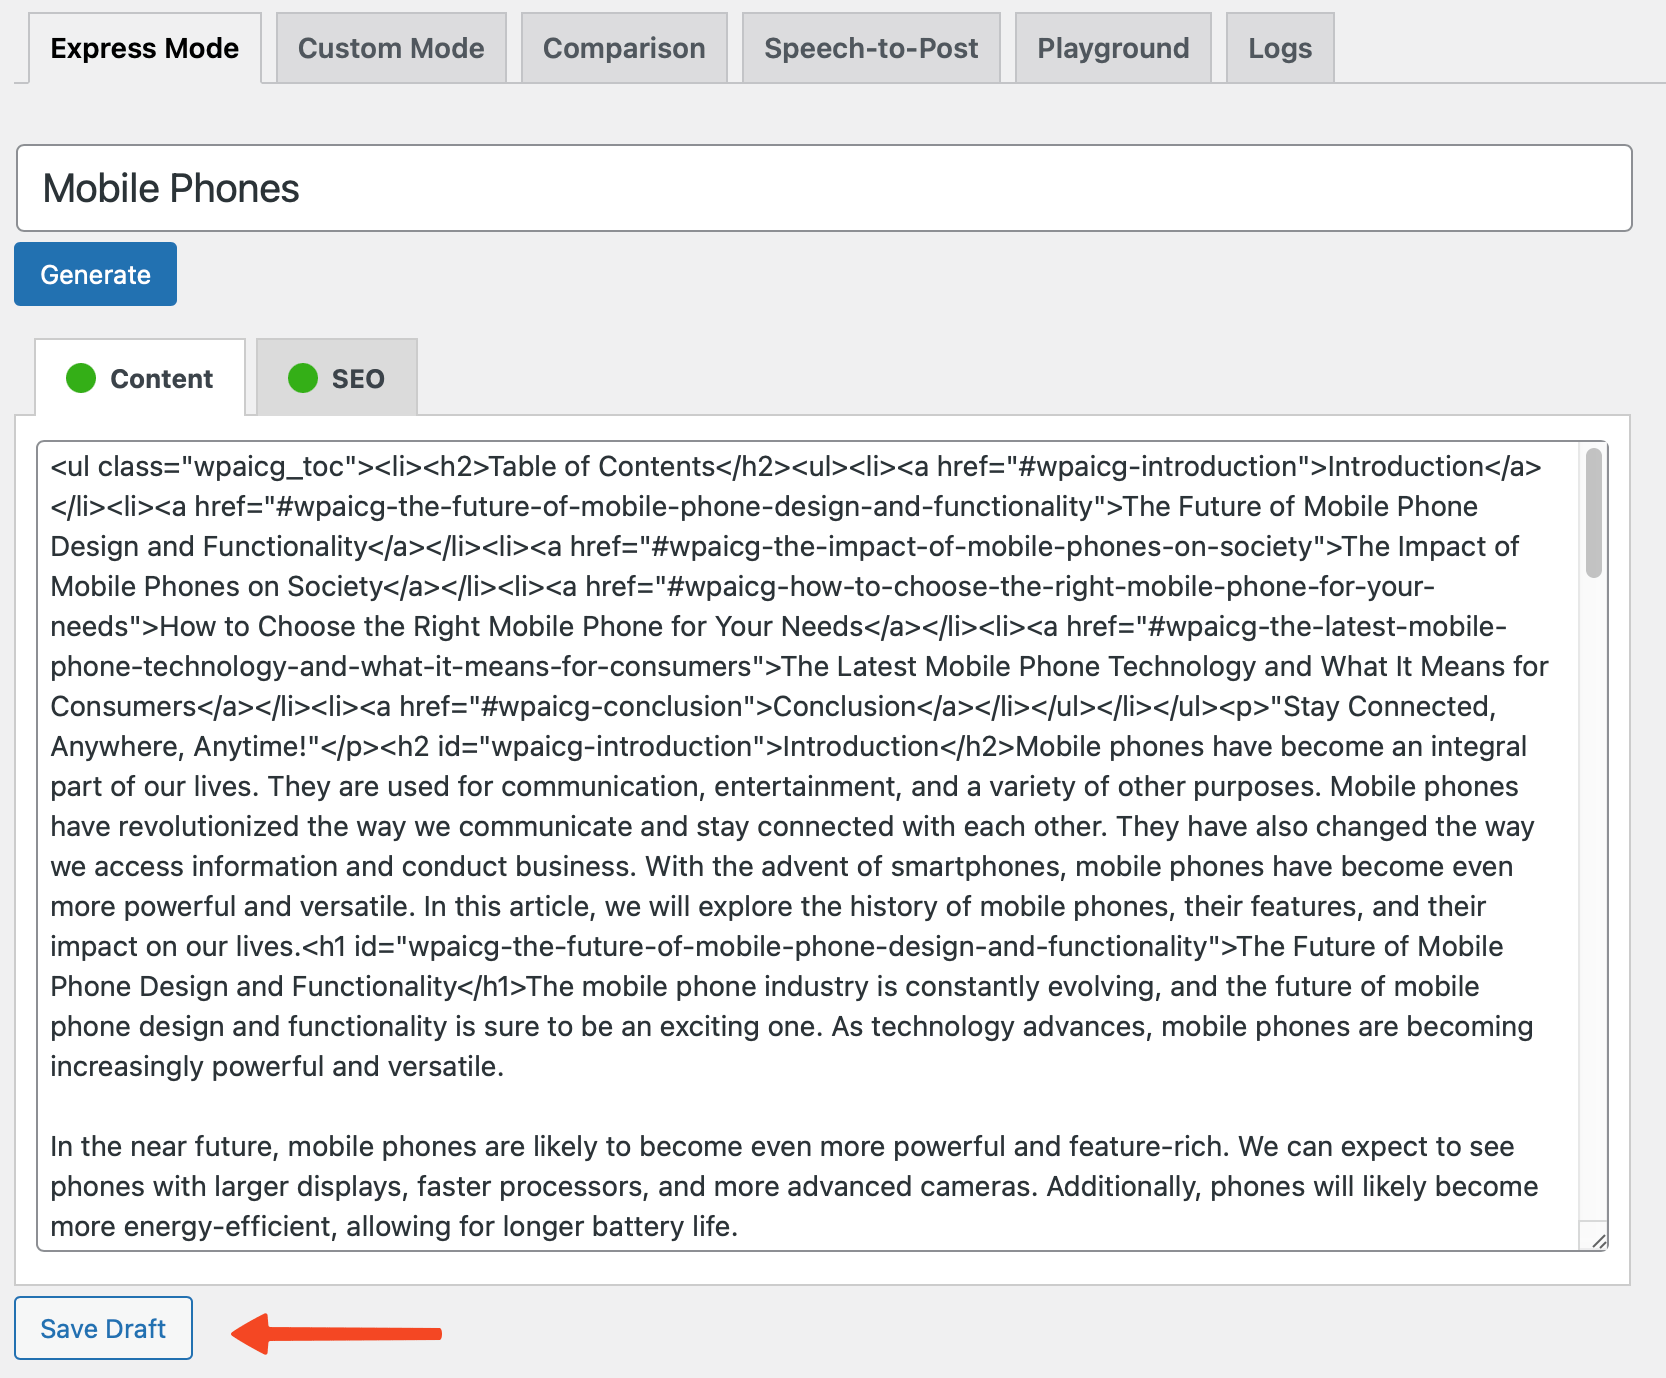 Express Mode
Custom Mode
Comparison
Speech-to-Post
Playground
Logs
Mobile Phones
Generate
Content
SEO
<ul class="wpaicg_toc"><li><h2>Table of Contents</h2><ul><li><a href="#wpaicg-introduction">Introduction</a>
</li><li><a href="#wpaicg-the-future-of-mobile-phone-design-and-functionality">The Future of Mobile Phone
Design and Functionality</a></li><li><a href="#wpaicg-the-impact-of-mobile-phones-on-society">The Impact of
Mobile Phones on Society</a></li><li><a href="#wpaicg-how-to-choose-the-right-mobile-phone-for-your-
needs">How to Choose the Right Mobile Phone for Your Needs</a></li><li><a href="#wpaicg-the-latest-mobile-
phone-technology-and-what-it-means-for-consumers">The Latest Mobile Phone Technology and What It Means for
Consumers</a></li><li><a href="#wpaicg-conclusion">Conclusion</a></li></ul></li></ul><p>"Stay Connected,
Anywhere, Anytime!"</p><h2 id="wpaicg-introduction">Introduction</h2>Mobile phones have become an integral
part of our lives. They are used for communication, entertainment, and a variety of other purposes. Mobile phones
have revolutionized the way we communicate and stay connected with each other. They have also changed the way
we access information and conduct business. With the advent of smartphones, mobile phones have become even
more powerful and versatile. In this article, we will explore the history of mobile phones, their features, and their
impact on our lives.<h1 id="wpaicg-the-future-of-mobile-phone-design-and-functionality">The Future of Mobile
Phone Design and Functionality</h1>The mobile phone industry is constantly evolving, and the future of mobile
phone design and functionality is sure to be an exciting one. As technology advances, mobile phones are becoming
increasingly powerful and versatile.
In the near future, mobile phones are likely to become even more powerful and feature-rich. We can expect to see
phones with larger displays, faster processors, and more advanced cameras. Additionally, phones will likely become
more energy-efficient, allowing for longer battery life.
Save Draft